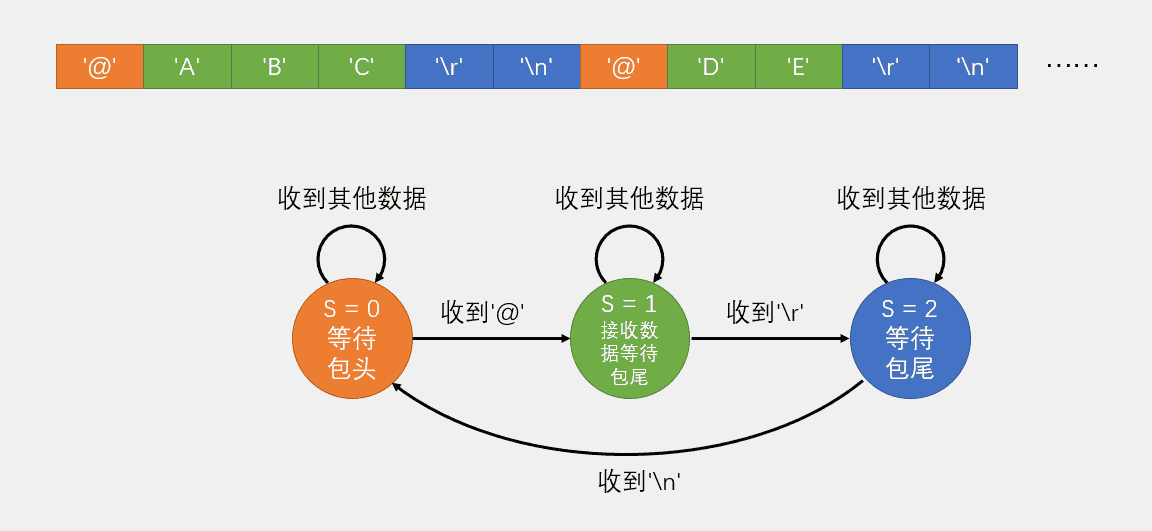 '@' 'A' 'B' 'C' '\r' '\n' '@' 'D' 'E' '\r' '\n' ……
收到其他数据 收到其他数据 收到其他数据
S = 0
等待
包头
收到'@'
S = 1
接收数
据等待
包尾
收到'\r'
S = 2
等待
包尾
收到'\n'